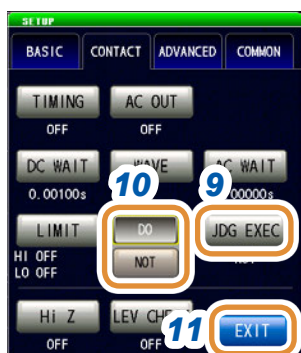 SETUP
BASIC CONTACT ADVANCED COMMON
TIMING AC OUT
OFF OFF
DC WAIT AC WAIT
0.00100s 00000s
10 9
LIMIT DO JDG EXEC
HI OFF NOT
LO OFF
Hi Z LEV 11 EXIT
OFF OFF